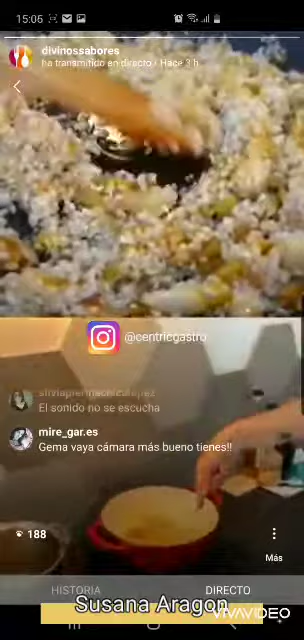 15:06
divinossabores
ha transmitido en directo · Hace 3 h
@centricgastro
El sonido no se escucha
mire_gar.es
Gema vaya cámara más bueno tienes!!
188
Más
HISTORIA
DIRECTO
Susana Aragon
VIVAVIDEO